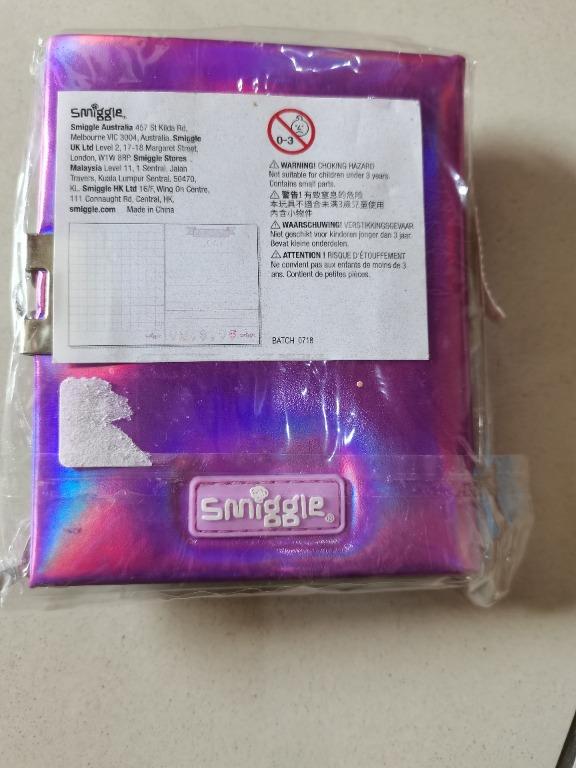 smiggle
Smiggle Australia 457 St Kilda Rd,
Melbourne VIC 3004, Australia. Smiggle
UK Ltd Level 2, 17-18 Margaret Street,
London, W1W 8RP. Smiggle Stores
Malaysia Level 11, 1 Sentral, Jalan
Travers, Kuala Lumpur Sentral, 50470,
KL. Smiggle HK Ltd 16/F, Wing On Centre,
111 Connaught Rd, Central, HK.
smiggle.com Made in China
0-3
WARNING! CHOKING HAZARD
Not suitable for children under 3 years.
Contains small parts.
警告! 有致窒息的危險
本玩具不適合未滿3歲兒童使用
內含小物件
WAARSCHUWING! VERSTIKKINGSGEVAAR
Niet geschikt voor kinderen jonger dan 3 jaar.
Bevat kleine onderdelen.
ATTENTION ! RISQUE D'ÉTOUFFEMENT
Ne convient pas aux enfants de moins de 3
ans. Contient de petites pièces.
BATCH 0718
smiggle®